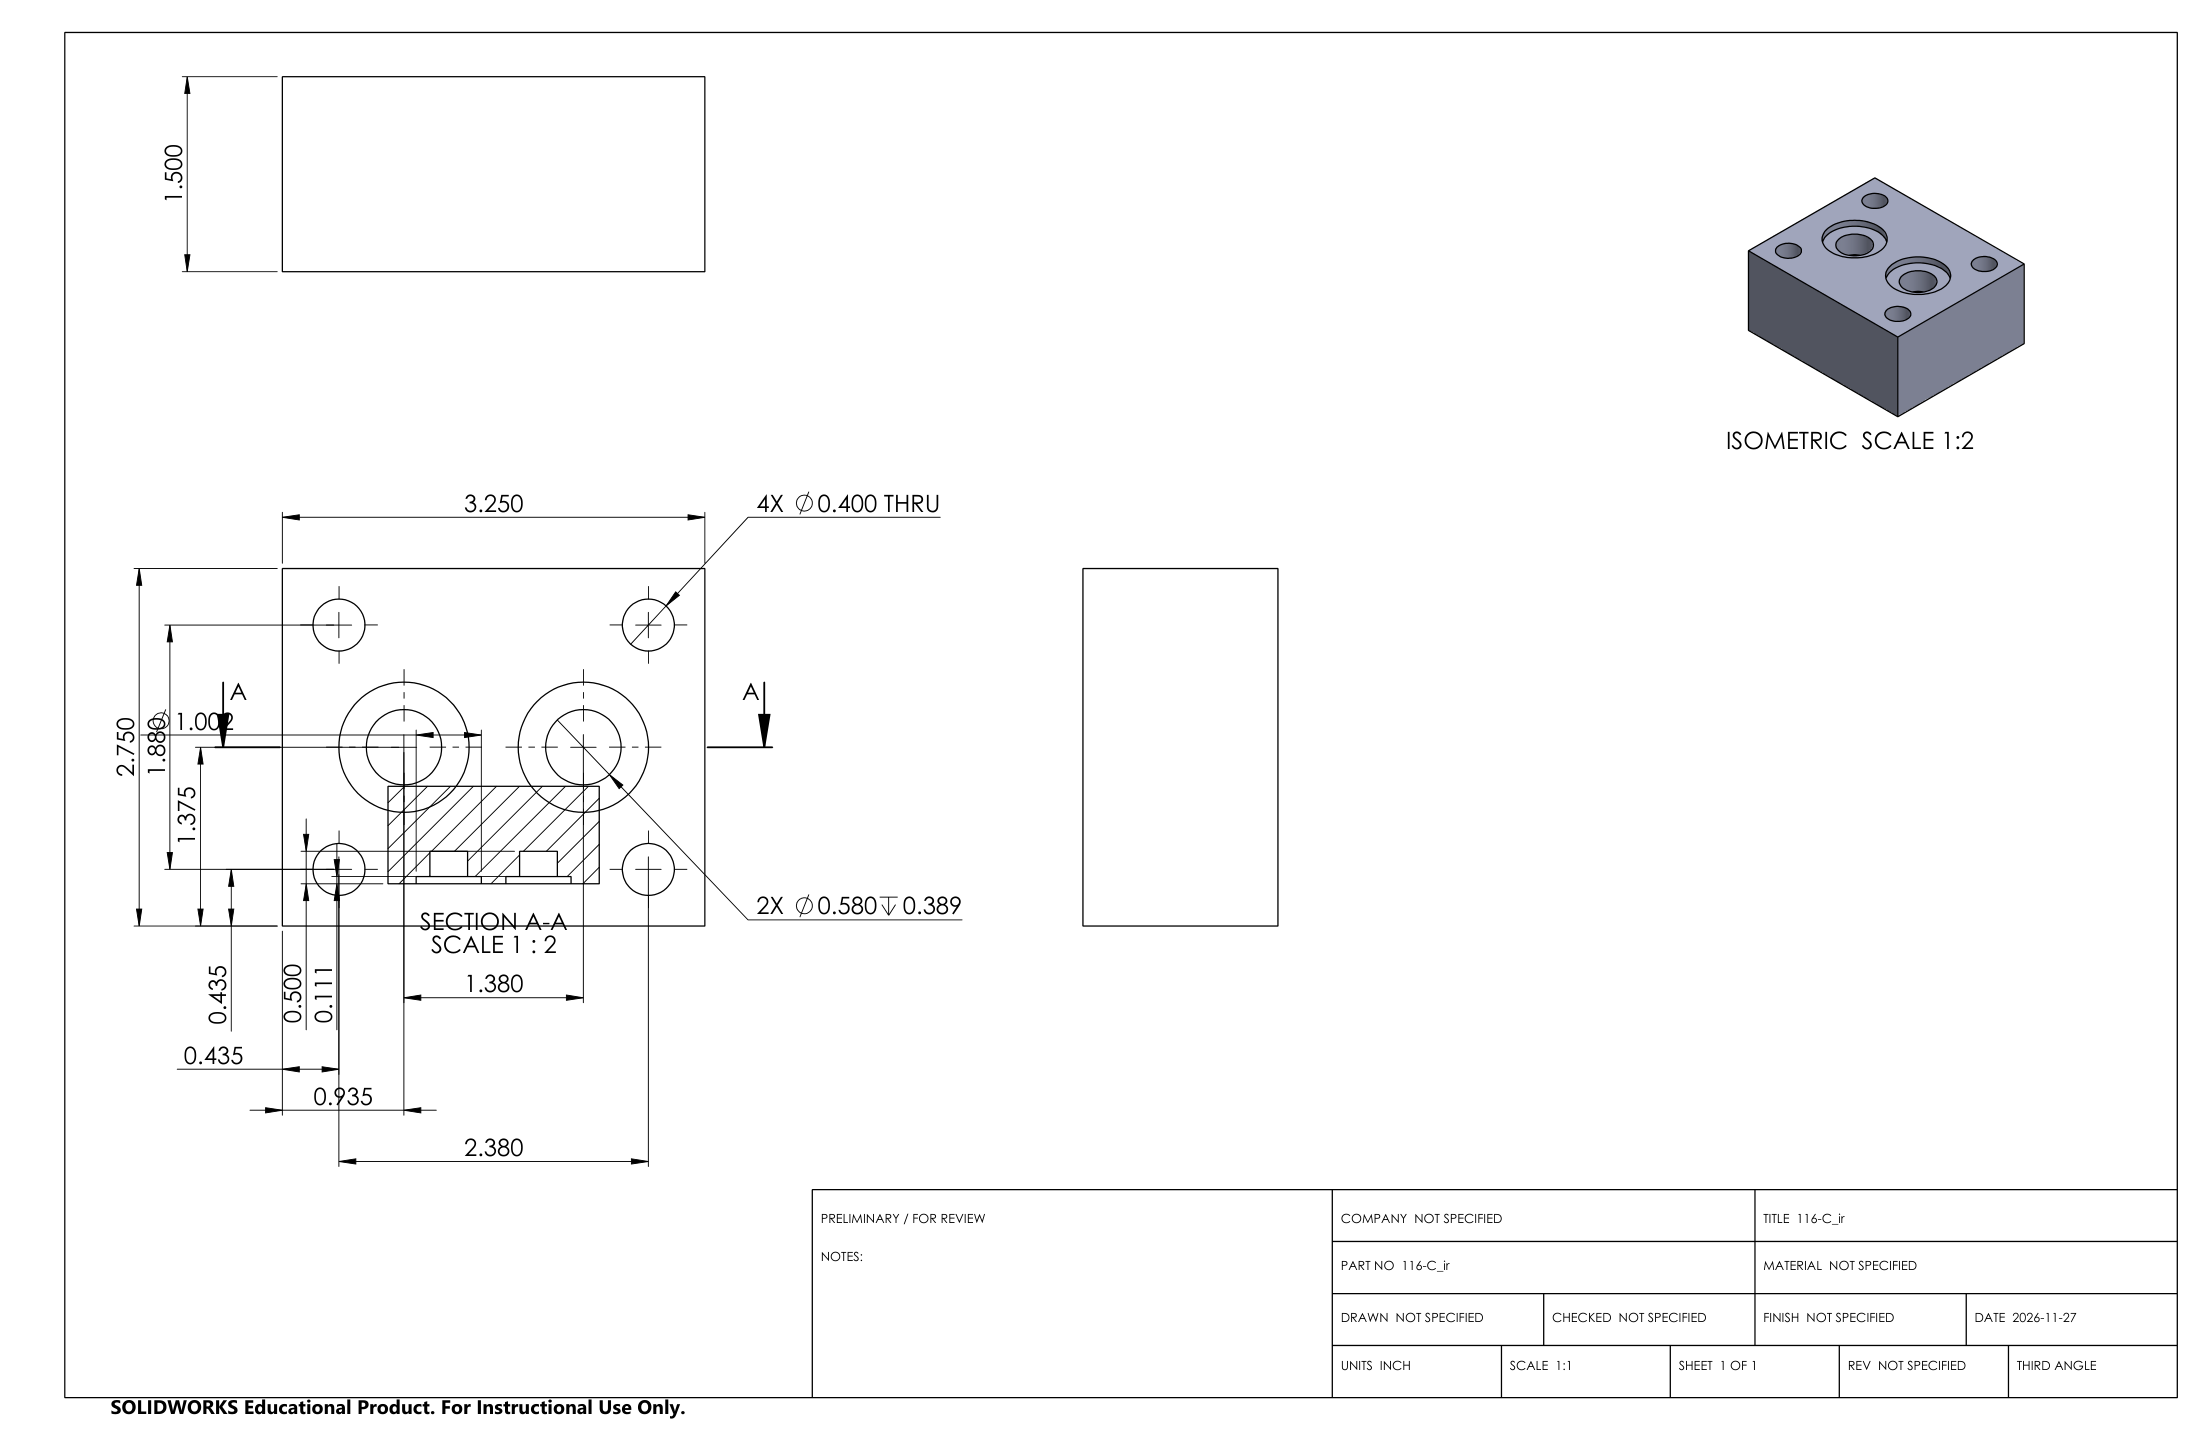 1.500
ISOMETRIC  SCALE 1:2
3.250
4X ⌀0.400 THRU
A
A
⌀1.002
2.750
1.880
1.375
2X ⌀0.580↧0.389
SECTION A-A
SCALE 1 : 2
0.435
0.500
0.111
1.380
0.435
0.935
2.380
PRELIMINARY / FOR REVIEW
NOTES:
COMPANY  NOT SPECIFIED
TITLE  116-C_ir
PART NO  116-C_ir
MATERIAL  NOT SPECIFIED
DRAWN  NOT SPECIFIED
CHECKED  NOT SPECIFIED
FINISH  NOT SPECIFIED
DATE  2026-11-27
UNITS  INCH
SCALE  1:1
SHEET  1 OF 1
REV  NOT SPECIFIED
THIRD ANGLE
SOLIDWORKS Educational Product. For Instructional Use Only.